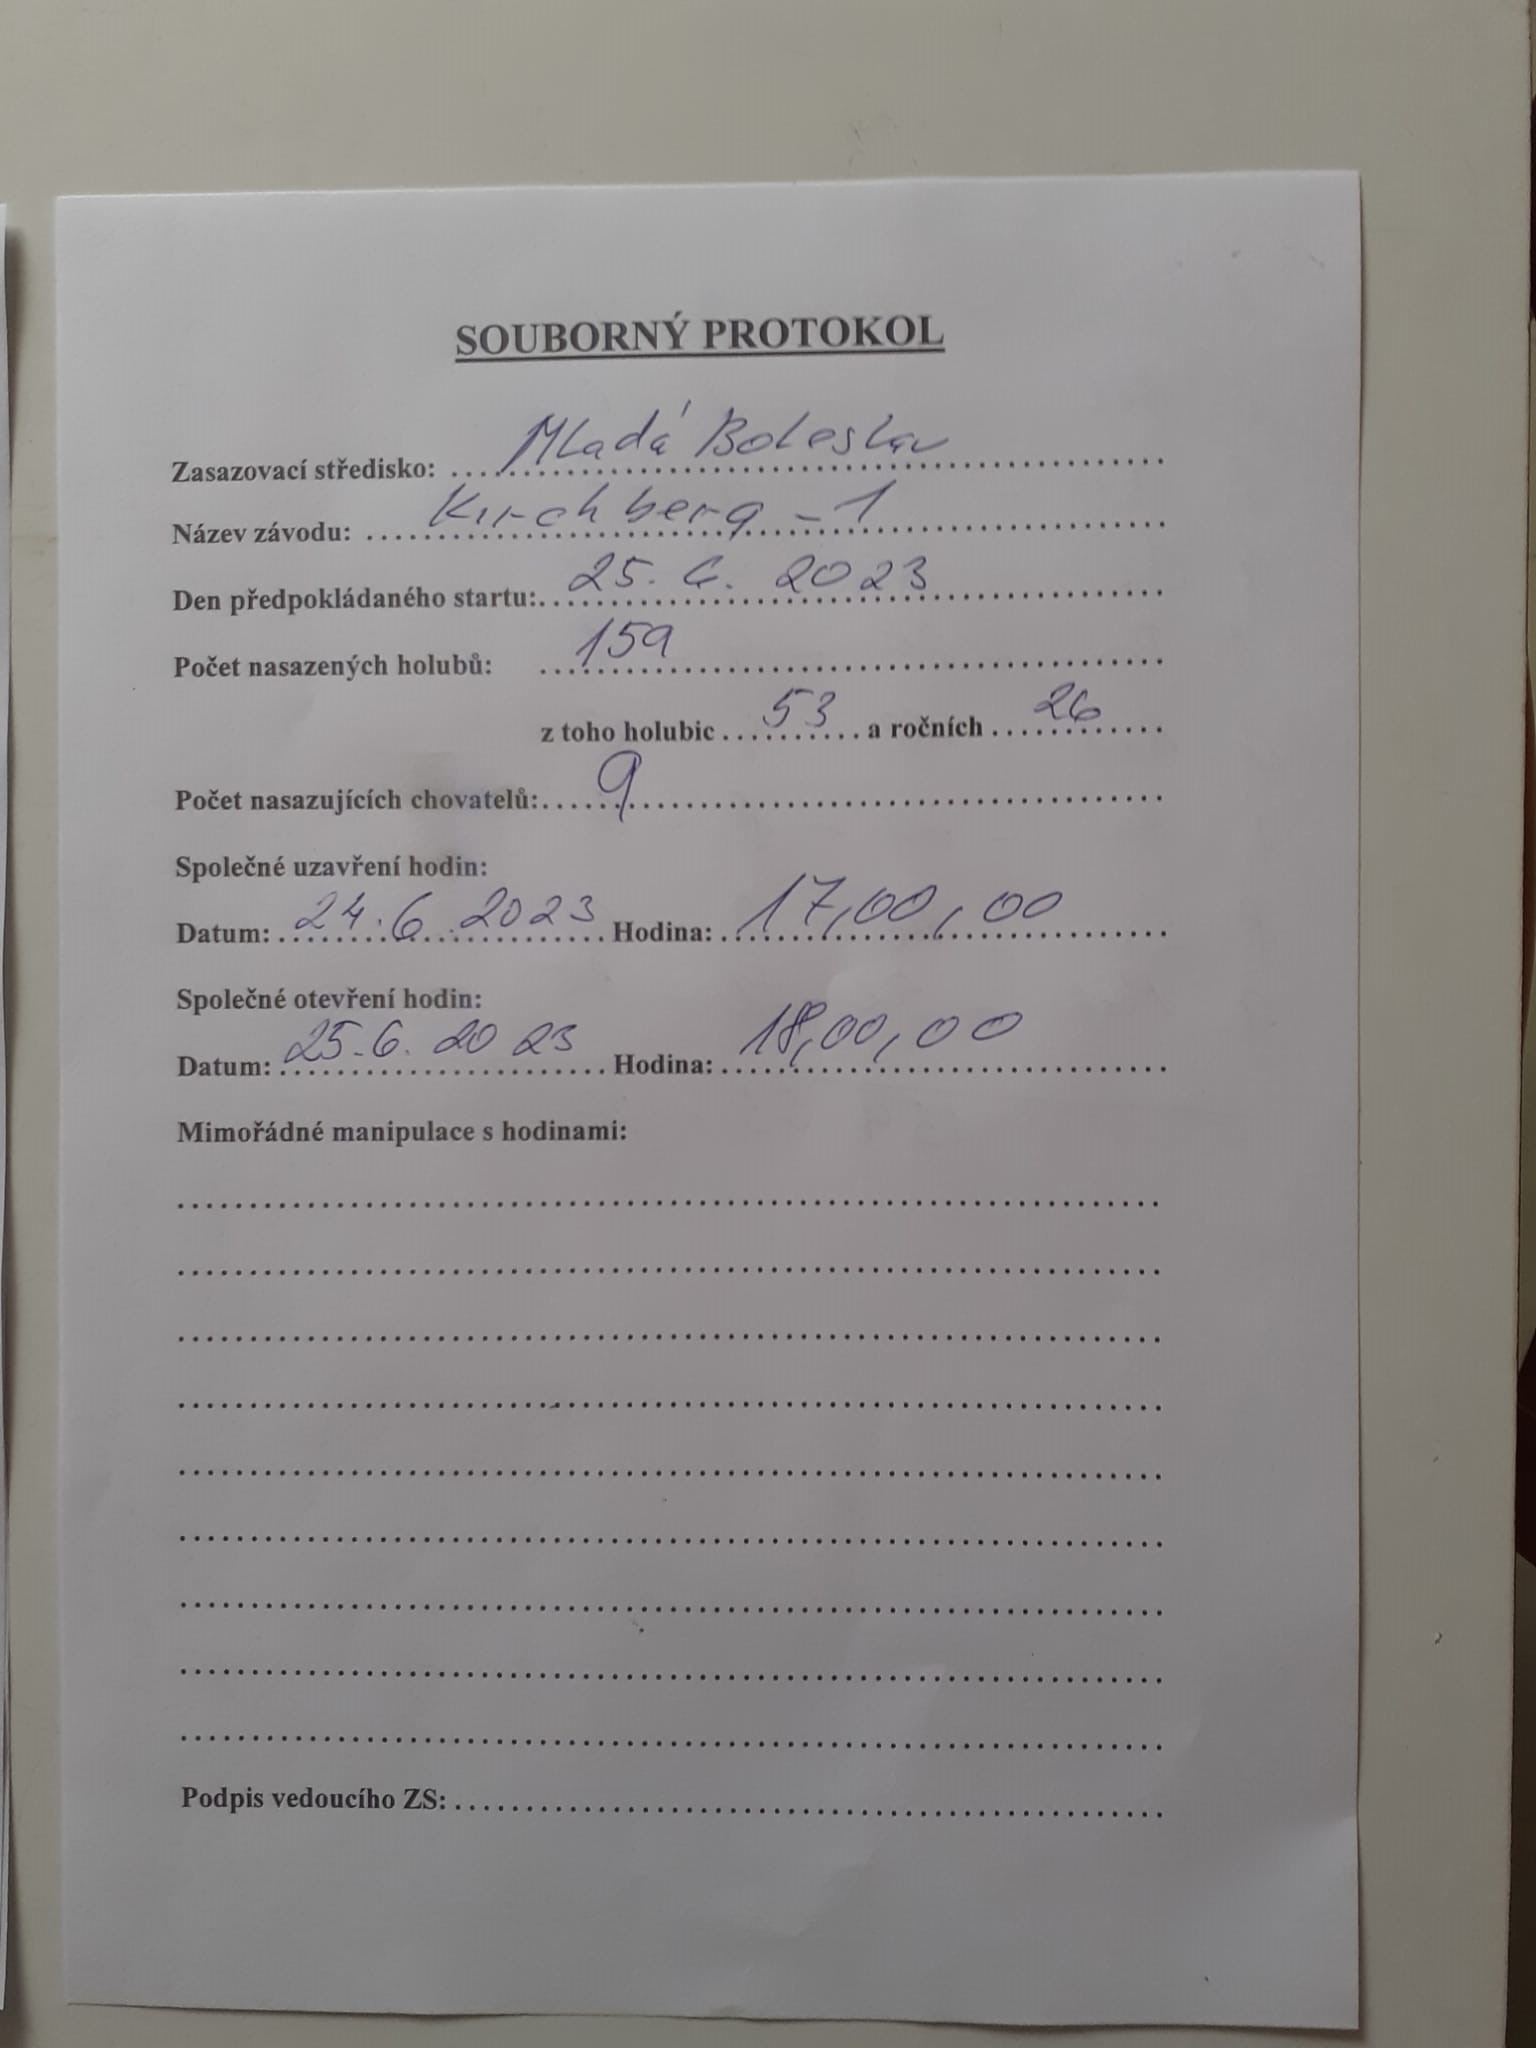 SOUBORNÝ PROTOKOL
Zasazovací středisko: Mladá Boleslav
Název závodu: Kirchberg - 1
Den předpokládaného startu: 25. 6. 2023
Počet nasazených holubů: 159
z toho holubic 53 a ročních 26
Počet nasazujících chovatelů: 9
Společné uzavření hodin:
Datum: 24.6.2023 Hodina: 17,00,00
Společné otevření hodin:
Datum: 25.6.2023 Hodina: 18,00,00
Mimořádné manipulace s hodinami:
Podpis vedoucího ZS: